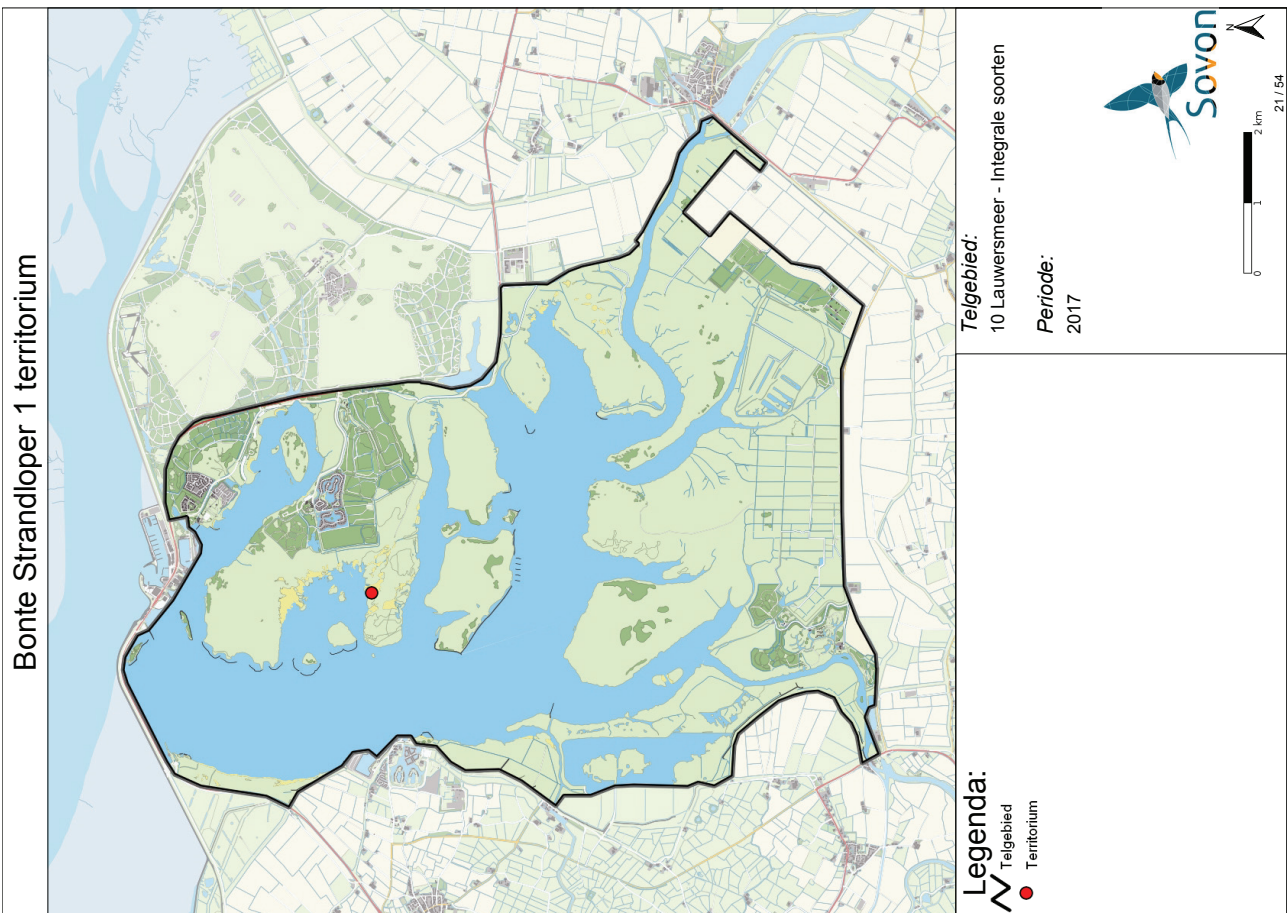 Bonte Strandloper 1 territorium
Legenda:
Telgebied
Territorium
Telgebied:
10 Lauwersmeer - Integrale soorten
Periode:
2017
Sovon
N
0 1 2 km
21 / 54